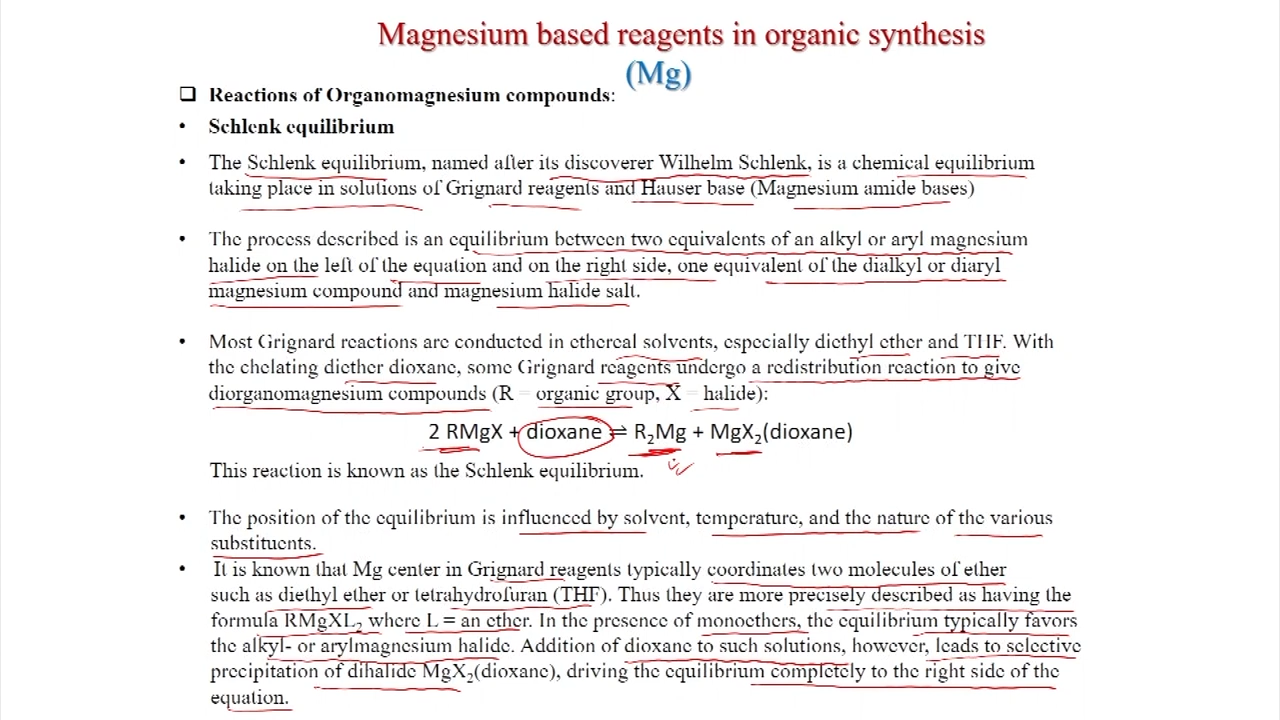 Magnesium based reagents in organic synthesis
(Mg)
❑ Reactions of Organomagnesium compounds:
• Schlenk equilibrium
• The Schlenk equilibrium, named after its discoverer Wilhelm Schlenk, is a chemical equilibrium
taking place in solutions of Grignard reagents and Hauser base (Magnesium amide bases)
• The process described is an equilibrium between two equivalents of an alkyl or aryl magnesium
halide on the left of the equation and on the right side, one equivalent of the dialkyl or diaryl
magnesium compound and magnesium halide salt.
• Most Grignard reactions are conducted in ethereal solvents, especially diethyl ether and THF. With
the chelating diether dioxane, some Grignard reagents undergo a redistribution reaction to give
diorganomagnesium compounds (R = organic group, X = halide):
2 RMgX + dioxane ⇌ R₂Mg + MgX₂(dioxane)
This reaction is known as the Schlenk equilibrium.
• The position of the equilibrium is influenced by solvent, temperature, and the nature of the various
substituents.
• It is known that Mg center in Grignard reagents typically coordinates two molecules of ether
such as diethyl ether or tetrahydrofuran (THF). Thus they are more precisely described as having the
formula RMgXL₂ where L = an ether. In the presence of monoethers, the equilibrium typically favors
the alkyl- or arylmagnesium halide. Addition of dioxane to such solutions, however, leads to selective
precipitation of dihalide MgX₂(dioxane), driving the equilibrium completely to the right side of the
equation.